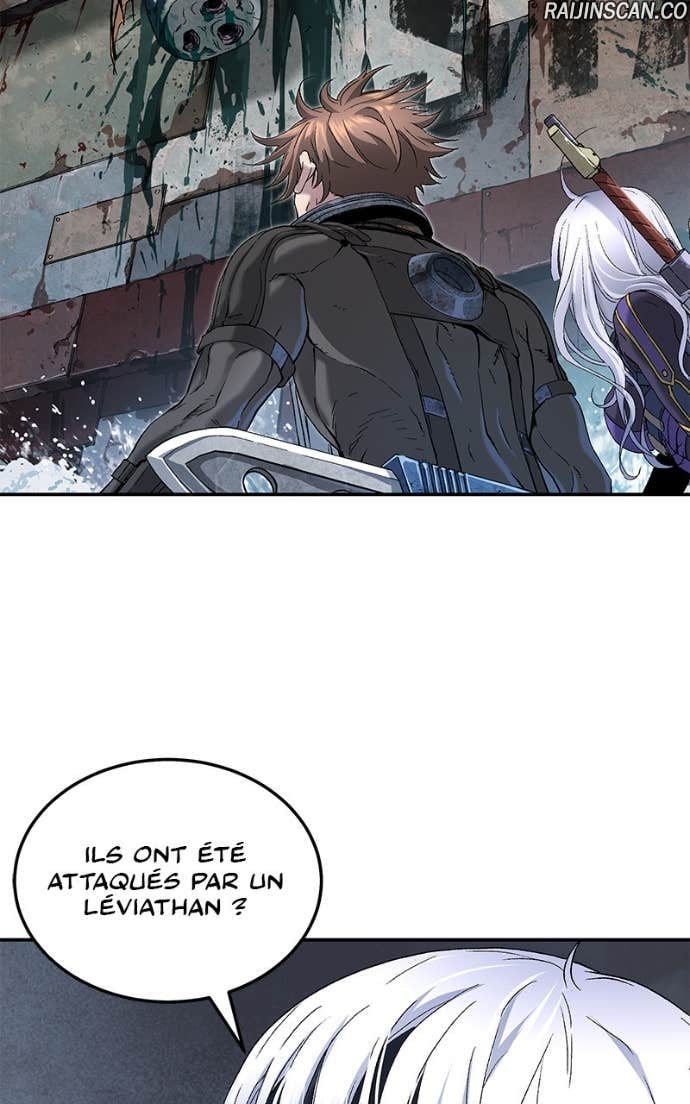 RAIJINSCAN.CO
ILS ONT ÉTÉ
ATTAQUÉS PAR UN
LÉVIATHAN ?